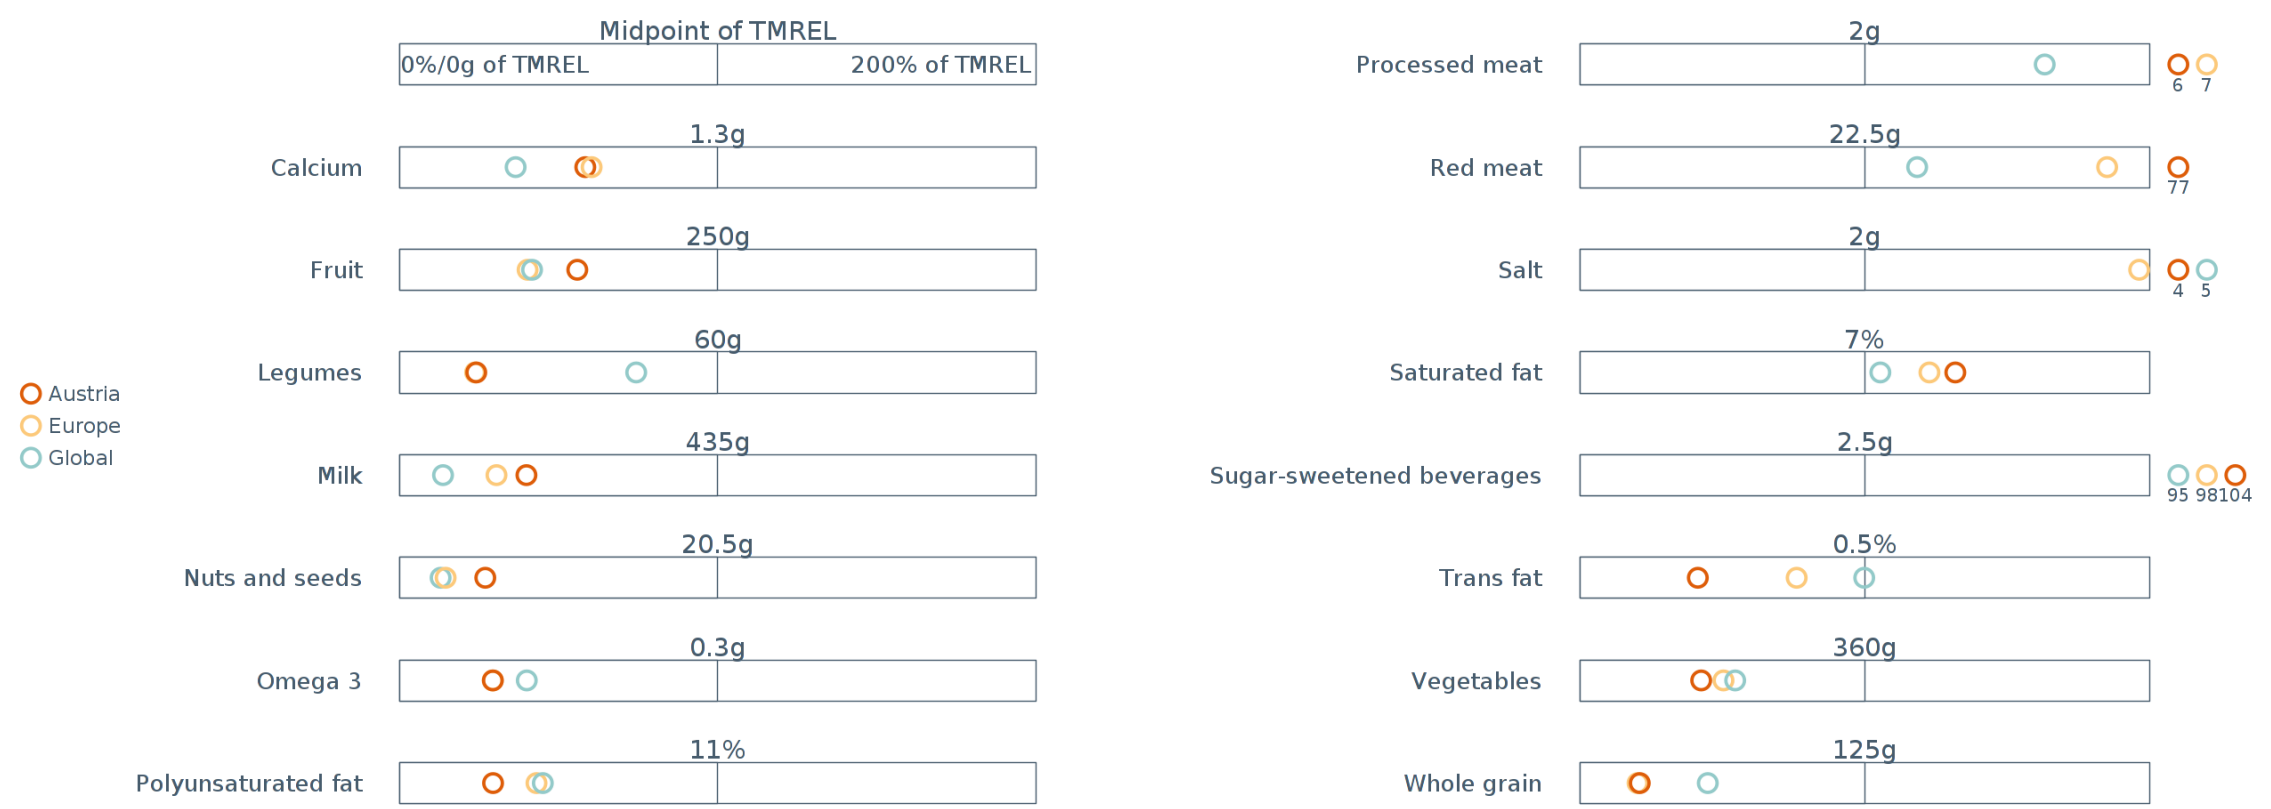 Midpoint of TMREL
0%/0g of TMREL 200% of TMREL
1.3g
Calcium
250g
Fruit
60g
Legumes
435g
Milk
20.5g
Nuts and seeds
0.3g
Omega 3
11%
Polyunsaturated fat
Austria
Europe
Global
2g
Processed meat
6 7
22.5g
Red meat
77
2g
Salt
4 5
7%
Saturated fat
2.5g
Sugar-sweetened beverages
95 98 104
0.5%
Trans fat
360g
Vegetables
125g
Whole grain